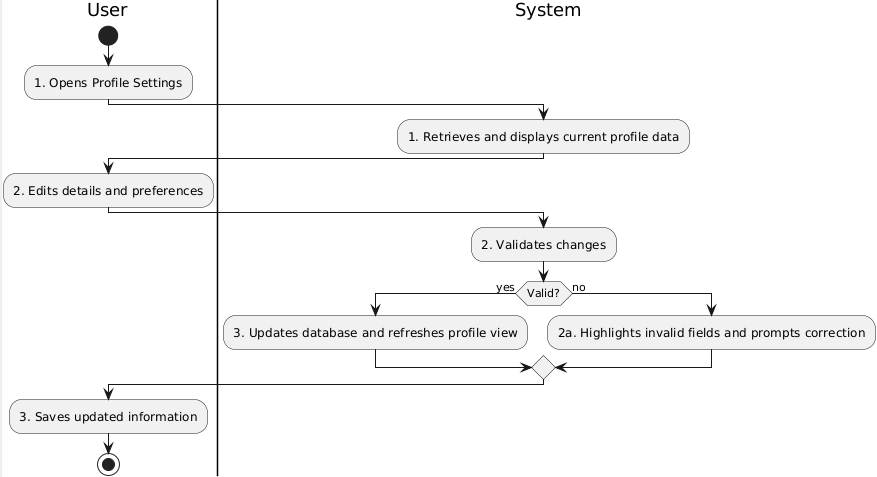 User
System
1. Opens Profile Settings
1. Retrieves and displays current profile data
2. Edits details and preferences
2. Validates changes
yes
Valid?
no
3. Updates database and refreshes profile view
2a. Highlights invalid fields and prompts correction
3. Saves updated information